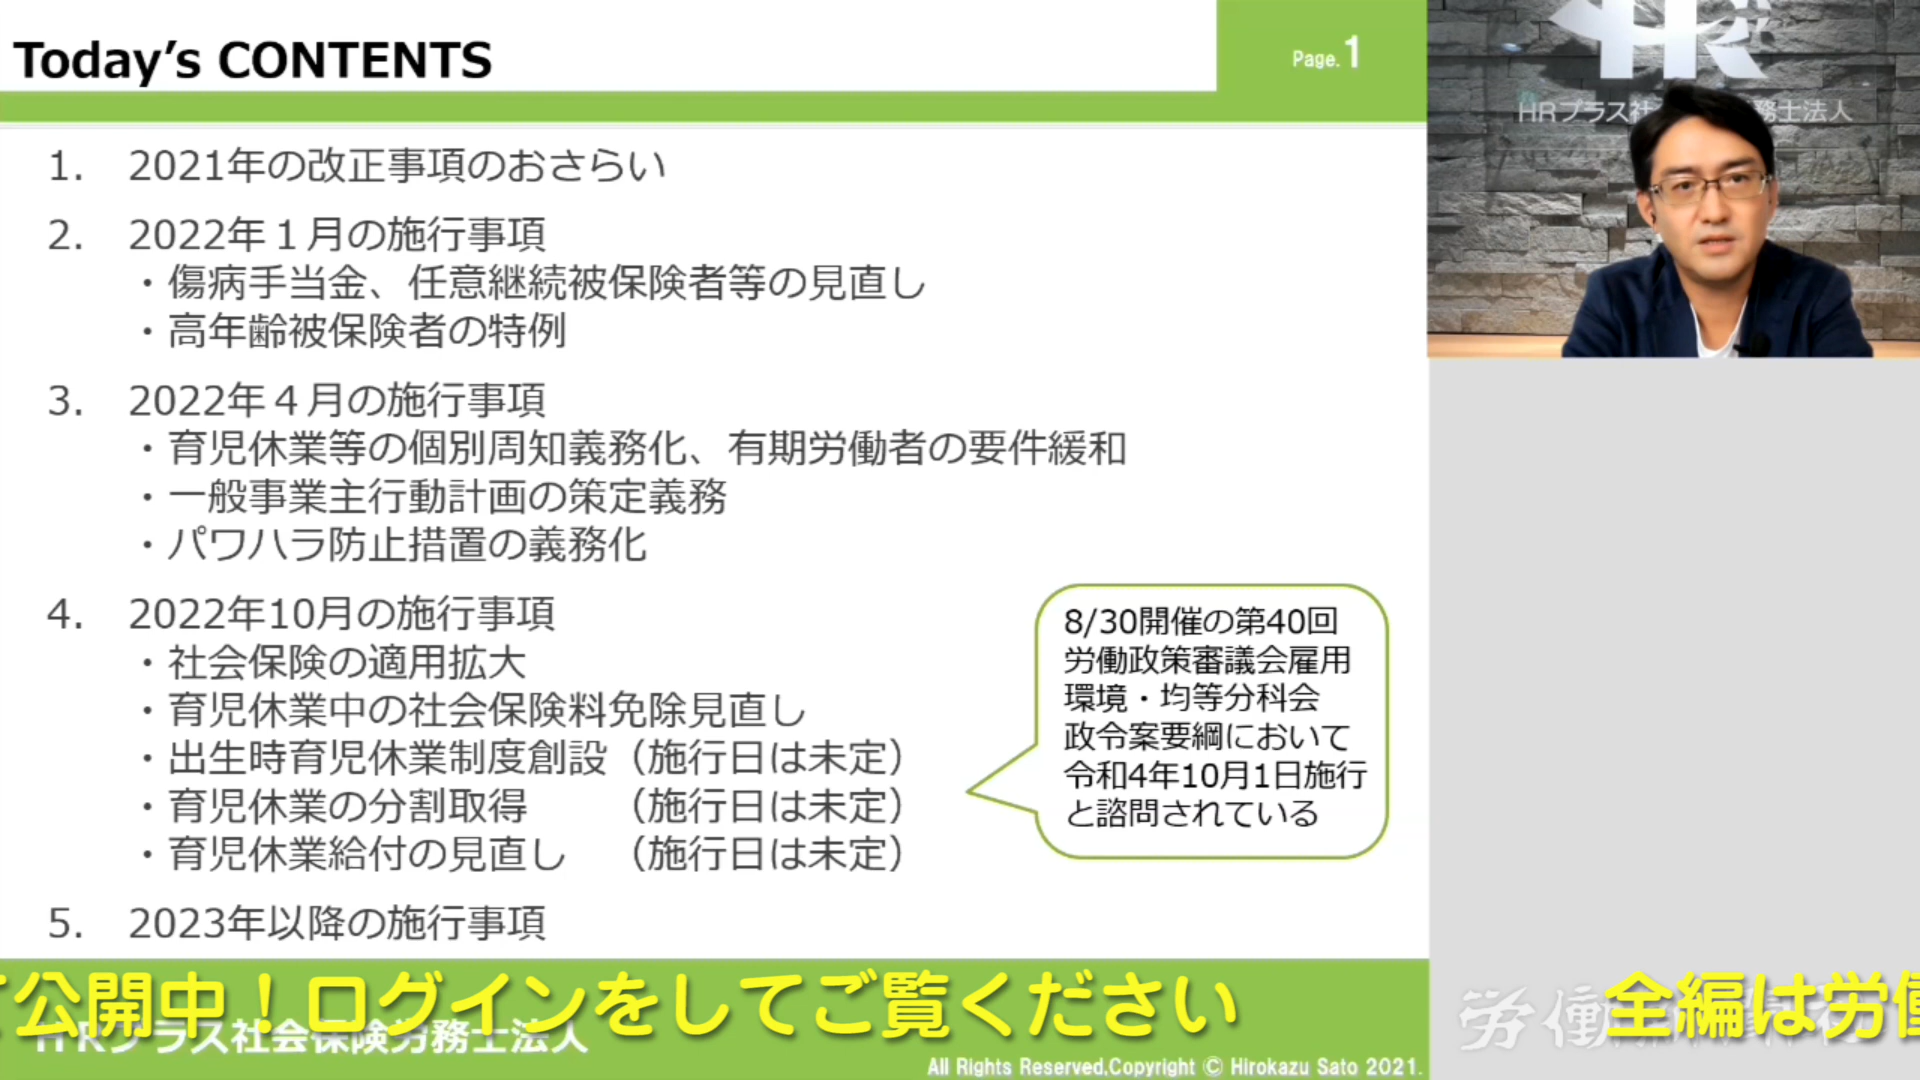 Today's CONTENTS
Page.1
1. 2021年の改正事項のおさらい
2. 2022年１月の施行事項
・傷病手当金、任意継続被保険者等の見直し
・高年齢被保険者の特例
3. 2022年４月の施行事項
・育児休業等の個別周知義務化、有期労働者の要件緩和
・一般事業主行動計画の策定義務
・パワハラ防止措置の義務化
4. 2022年10月の施行事項
・社会保険の適用拡大
・育児休業中の社会保険料免除見直し
・出生時育児休業制度創設（施行日は未定）
・育児休業の分割取得　　（施行日は未定）
・育児休業給付の見直し　（施行日は未定）
5. 2023年以降の施行事項
8/30開催の第40回
労働政策審議会雇用
環境・均等分科会
政令案要綱において
令和4年10月1日施行
と諮問されている
HRプラス社
務士法人
公開中！ログインをしてご覧ください
全編は労働
HRプラス社会保険労務士法人
労働
All Rights Reserved,Copyright © Hirokazu Sato 2021.